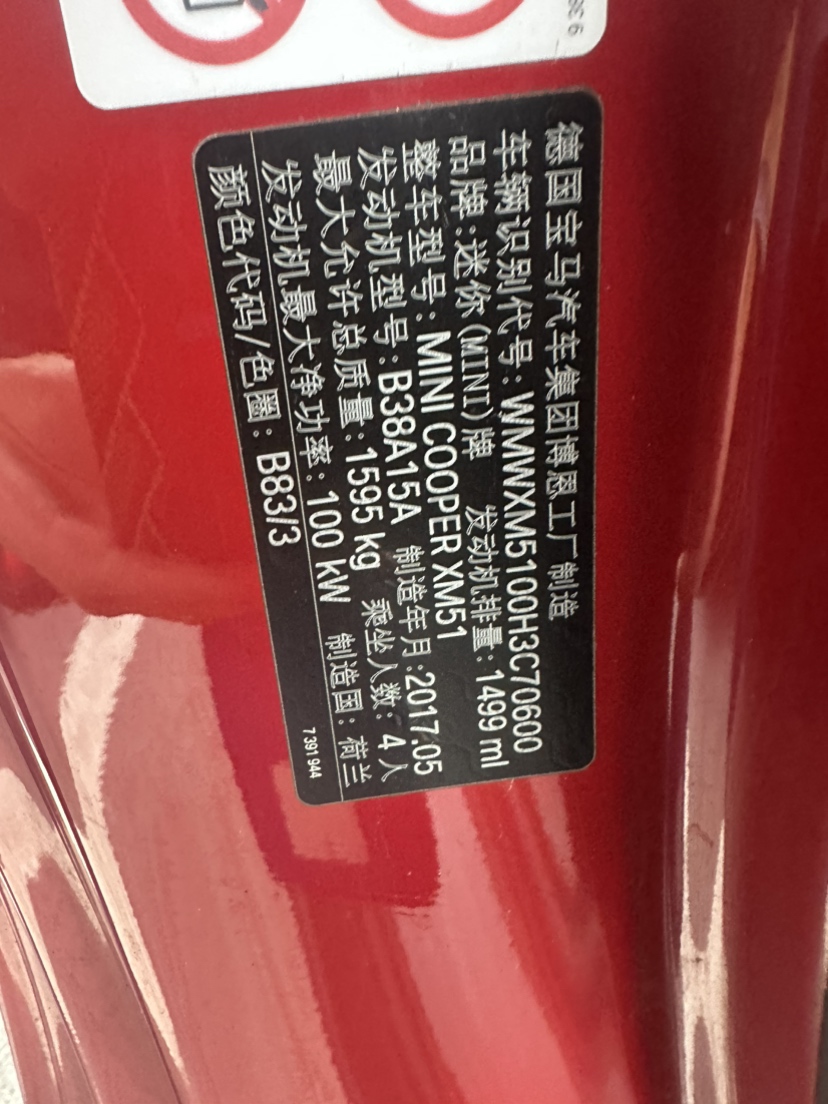 德国宝马汽车集团博恩工厂制造
车辆识别代号：WMWXM5100H3C70600
品牌：迷你(MINI)牌 发动机排量：1499 ml
整车型号：MINI COOPER XM51
发动机型号：B38A15A 制造年月：2017.05
最大允许总质量：1595 kg 乘坐人数：4人
发动机最大净功率：100 kW 制造国：荷兰
颜色代码/色圈：B83/3
7 391 944